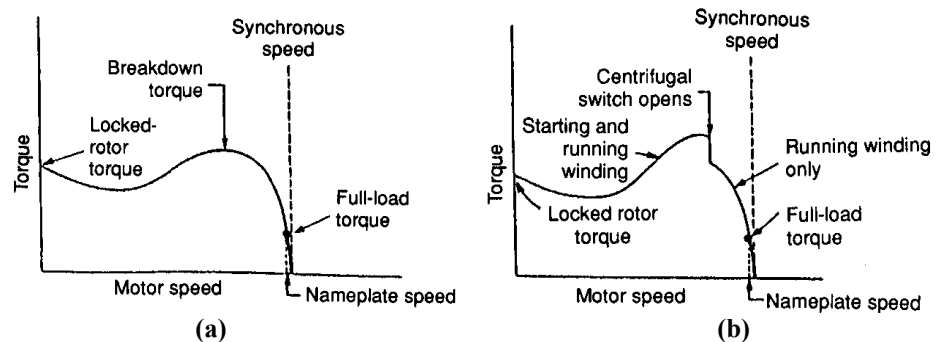 Synchronous
speed
Breakdown
torque
Locked-
rotor
torque
Torque
Full-load
torque
Motor speed
Nameplate speed
(a)
Synchronous
speed
Centrifugal
switch opens
Starting and
running
winding
Running winding
only
Torque
Locked rotor
torque
Full-load
torque
Motor speed
Nameplate speed
(b)